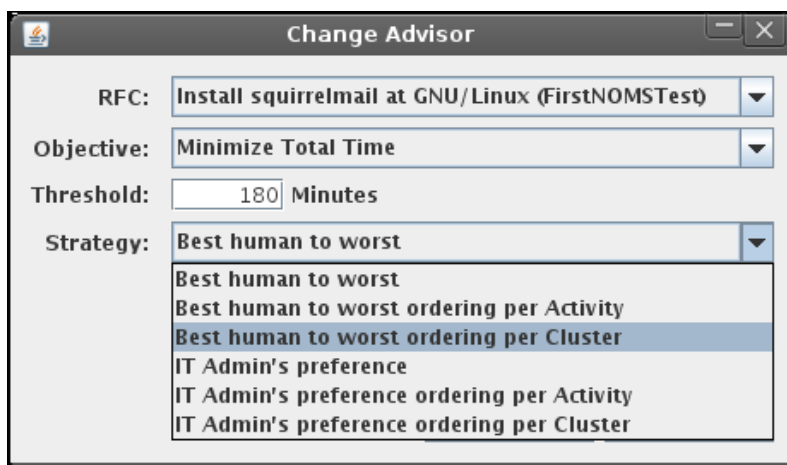 Change Advisor
RFC: Install squirrelmail at GNU/Linux (FirstNOMSTest)
Objective: Minimize Total Time
Threshold: 180 Minutes
Strategy: Best human to worst
Best human to worst
Best human to worst ordering per Activity
Best human to worst ordering per Cluster
IT Admin's preference
IT Admin's preference ordering per Activity
IT Admin's preference ordering per Cluster